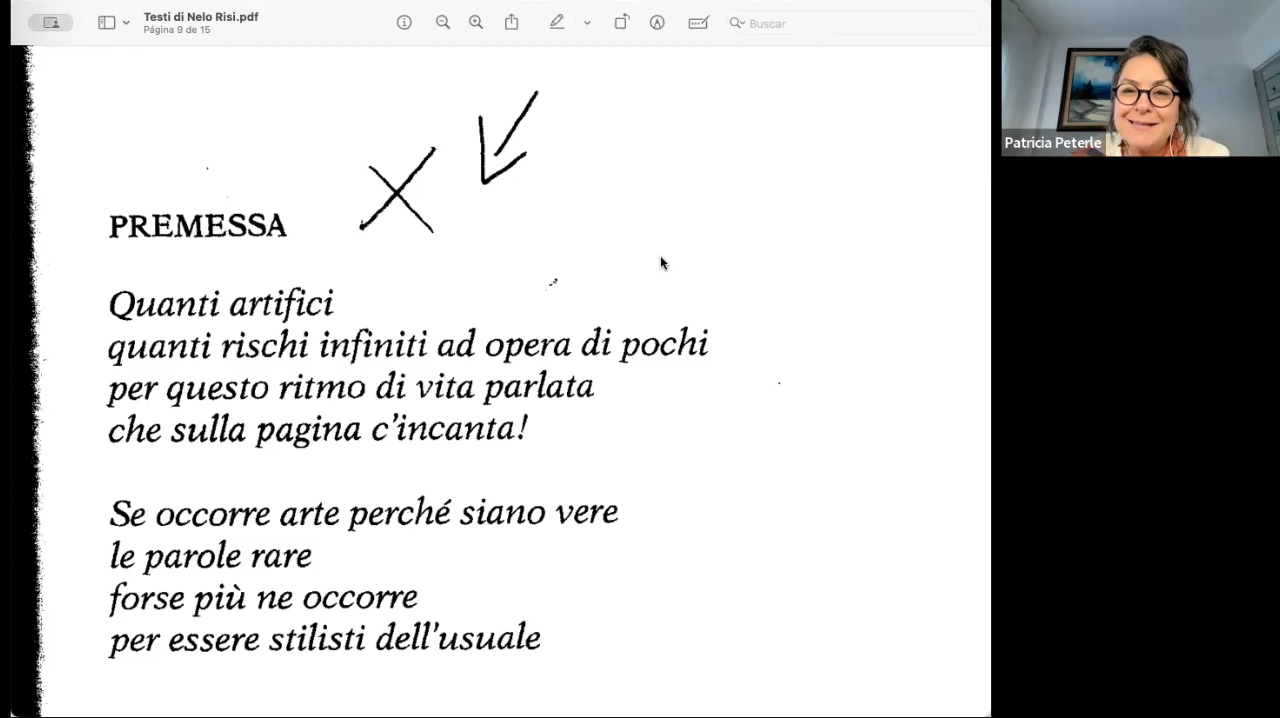 Testi di Nelo Risi.pdf
Página 9 de 15
Buscar
Patricia Peterle
PREMESSA
Quanti artifici
quanti rischi infiniti ad opera di pochi
per questo ritmo di vita parlata
che sulla pagina c'incanta!
Se occorre arte perché siano vere
le parole rare
forse più ne occorre
per essere stilisti dell'usuale